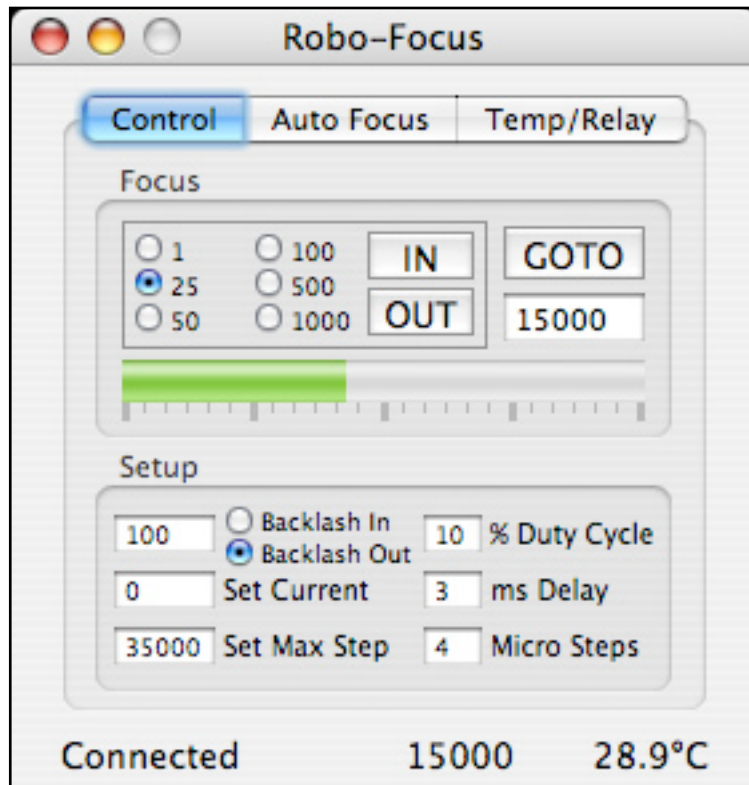 Robo-Focus
Control Auto Focus Temp/Relay
Focus
1 100 IN GOTO
25 500
50 1000 OUT 15000
Setup
100 Backlash In 10 % Duty Cycle
Backlash Out
0 Set Current 3 ms Delay
35000 Set Max Step 4 Micro Steps
Connected 15000 28.9°C